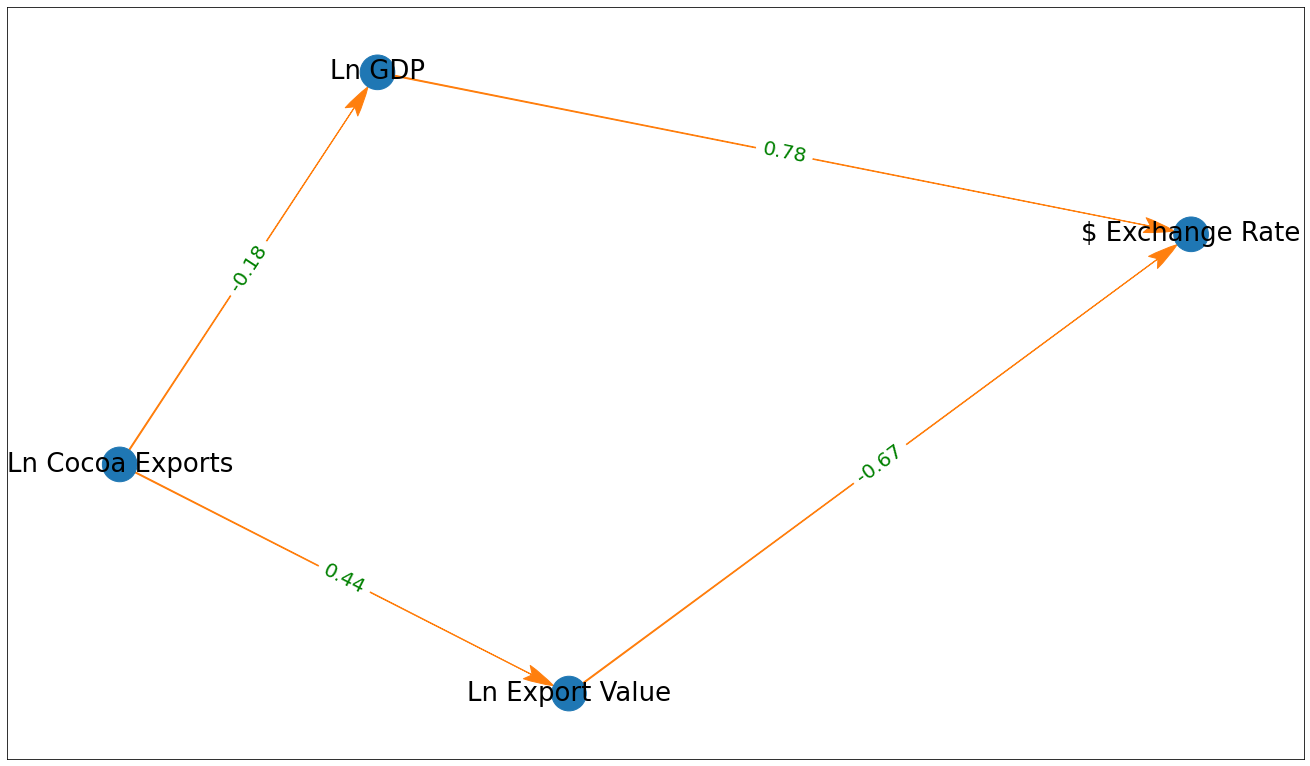 Ln GDP
0.78
$ Exchange Rate
-0.18
Ln Cocoa Exports
-0.67
0.44
Ln Export Value